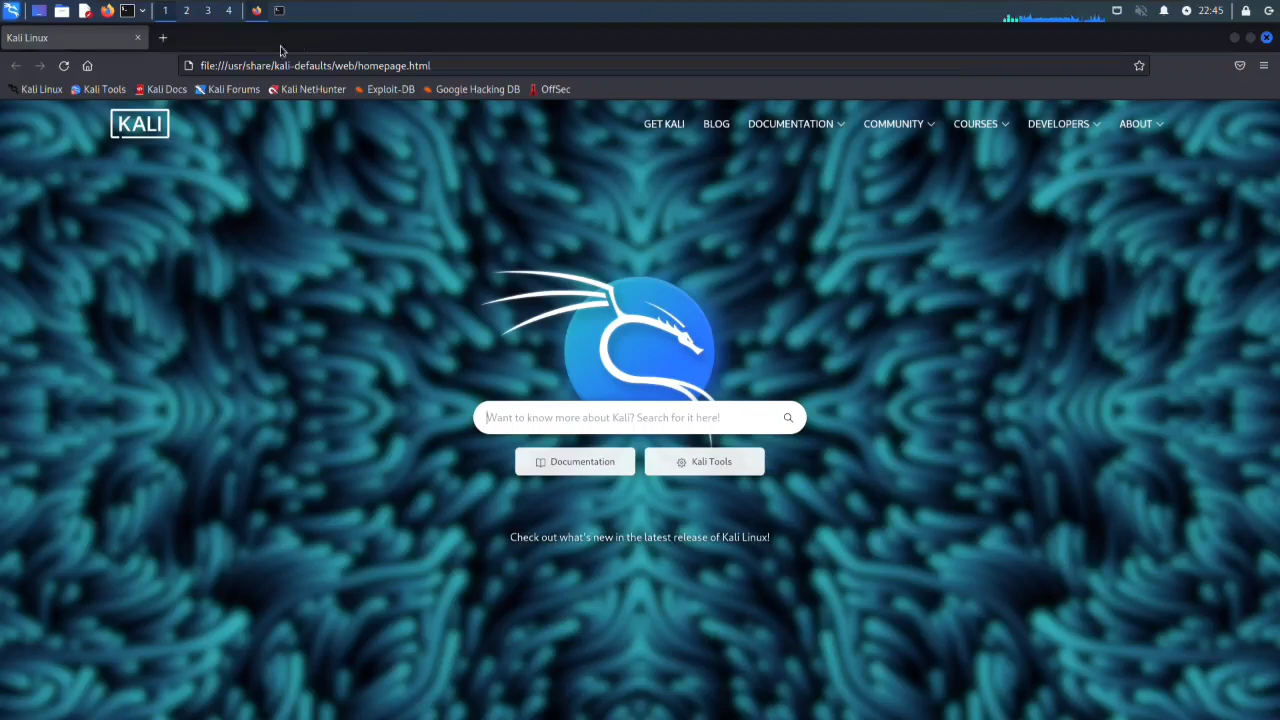 1 2 3 4 22:45
Kali Linux
file:///usr/share/kali-defaults/web/homepage.html
Kali Linux Kali Tools Kali Docs Kali Forums Kali NetHunter Exploit-DB Google Hacking DB OffSec
KALI GET KALI BLOG DOCUMENTATION COMMUNITY COURSES DEVELOPERS ABOUT
Want to know more about Kali? Search for it here!
Documentation Kali Tools
Check out what's new in the latest release of Kali Linux!